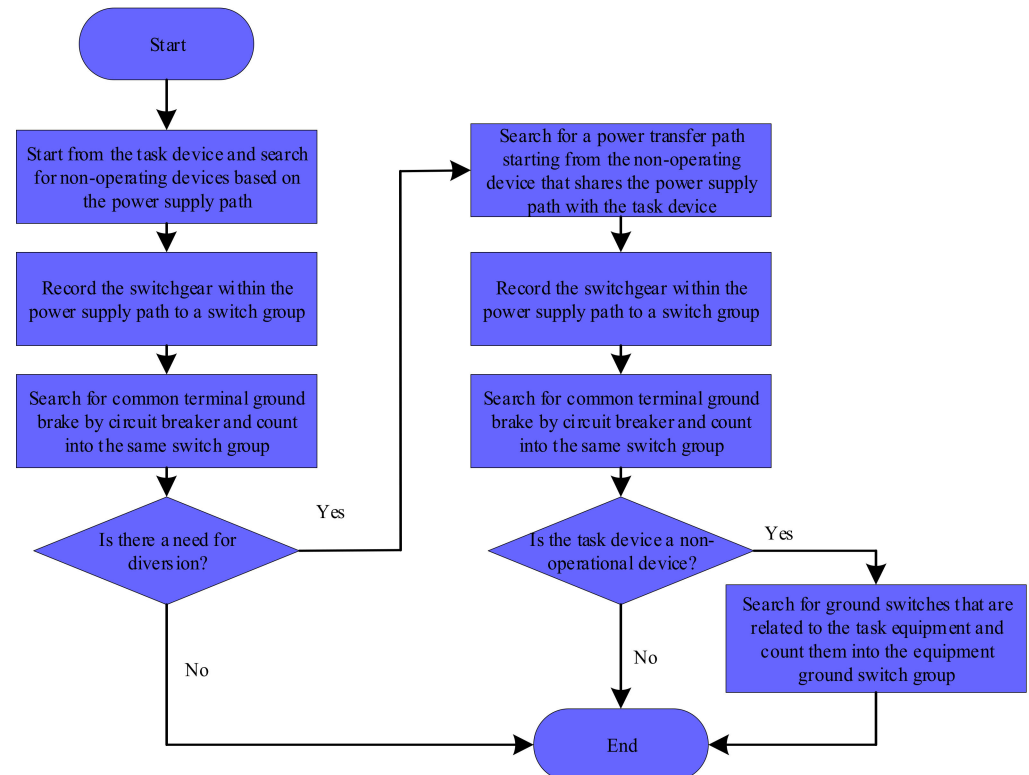 Start
Start from the task device and search
for non-operating devices based on
the power supply path
Record the switchgear within the
power supply path to a switch group
Search for common terminal ground
brake by circuit breaker and count
into the same switch group
Is there a need for
diversion?
Yes
No
Search for a power transfer path
starting from the non-operating
device that shares the power supply
path with the task device
Record the switchgear within the
power supply path to a switch group
Search for common terminal ground
brake by circuit breaker and count
into the same switch group
Is the task device a non-
operational device?
Yes
No
Search for ground switches that are
related to the task equipment and
count them into the equipment
ground switch group
End